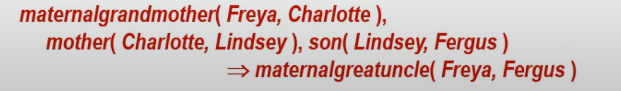 maternalgrandmother( Freya, Charlotte ),
mother( Charlotte, Lindsey ), son( Lindsey, Fergus )
⇒ maternalgreatuncle( Freya, Fergus )